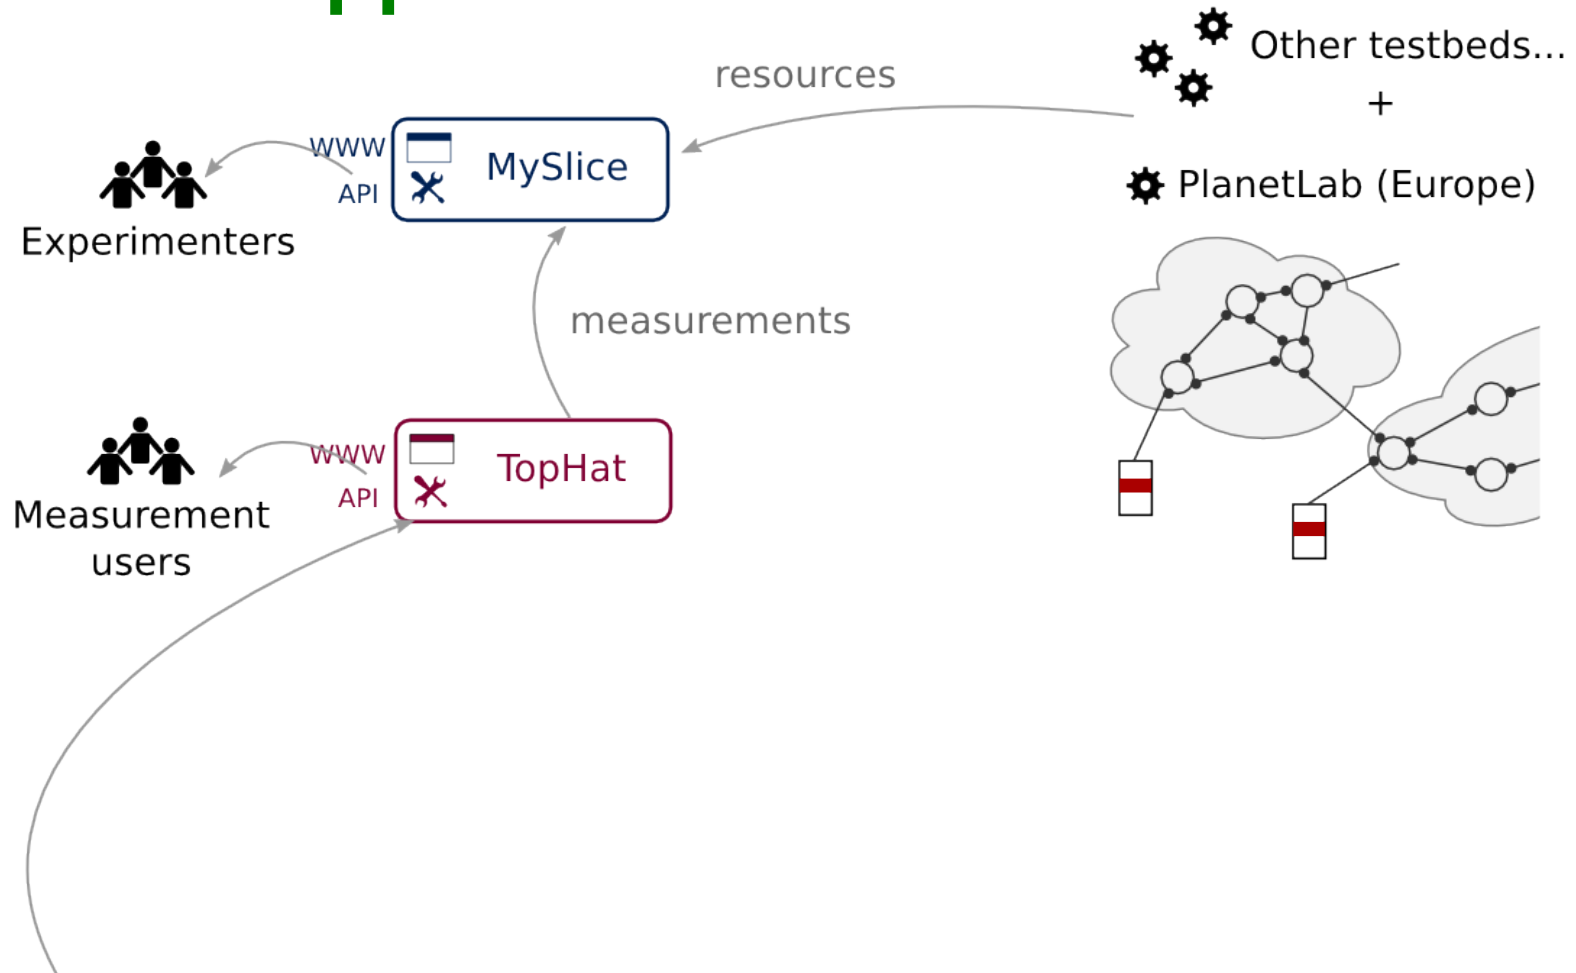 resources
Other testbeds...
+
WWW
API
MySlice
PlanetLab (Europe)
Experimenters
measurements
WWW
API
TopHat
Measurement
users